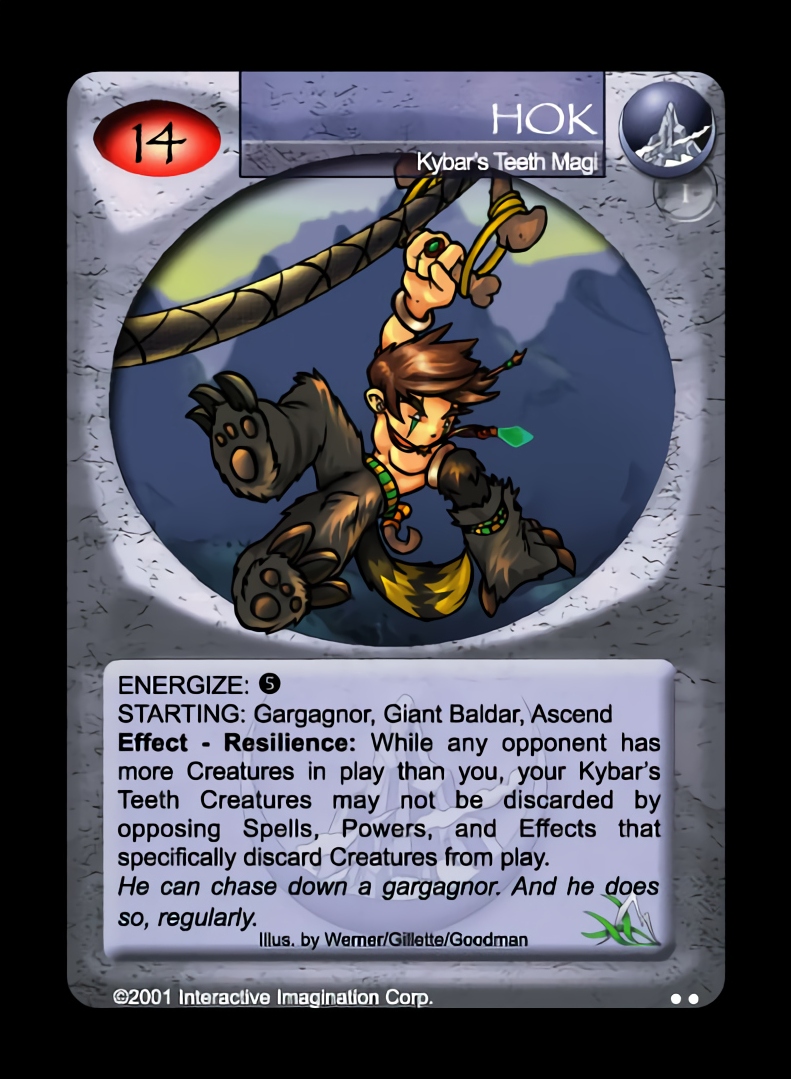 14
HOK
Kybar's Teeth Magi
1
ENERGIZE: 5
STARTING: Gargagnor, Giant Baldar, Ascend
Effect - Resilience: While any opponent has
more Creatures in play than you, your Kybar's
Teeth Creatures may not be discarded by
opposing Spells, Powers, and Effects that
specifically discard Creatures from play.
He can chase down a gargagnor. And he does
so, regularly.
Illus. by Werner/Gillette/Goodman
©2001 Interactive Imagination Corp.